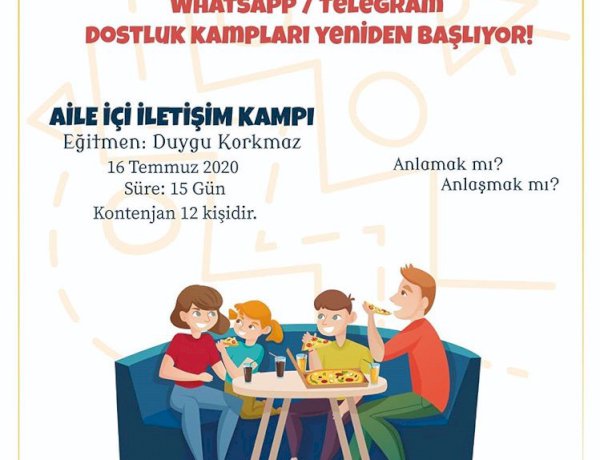 WHATSAPP / TELEGRAM
DOSTLUK KAMPLARI YENİDEN BAŞLIYOR!
AİLE İÇİ İLETİŞİM KAMPI
Eğitmen: Duygu Korkmaz
16 Temmuz 2020
Süre: 15 Gün
Kontenjan 12 kişidir.
Anlamak mı?
Anlaşmak mı?